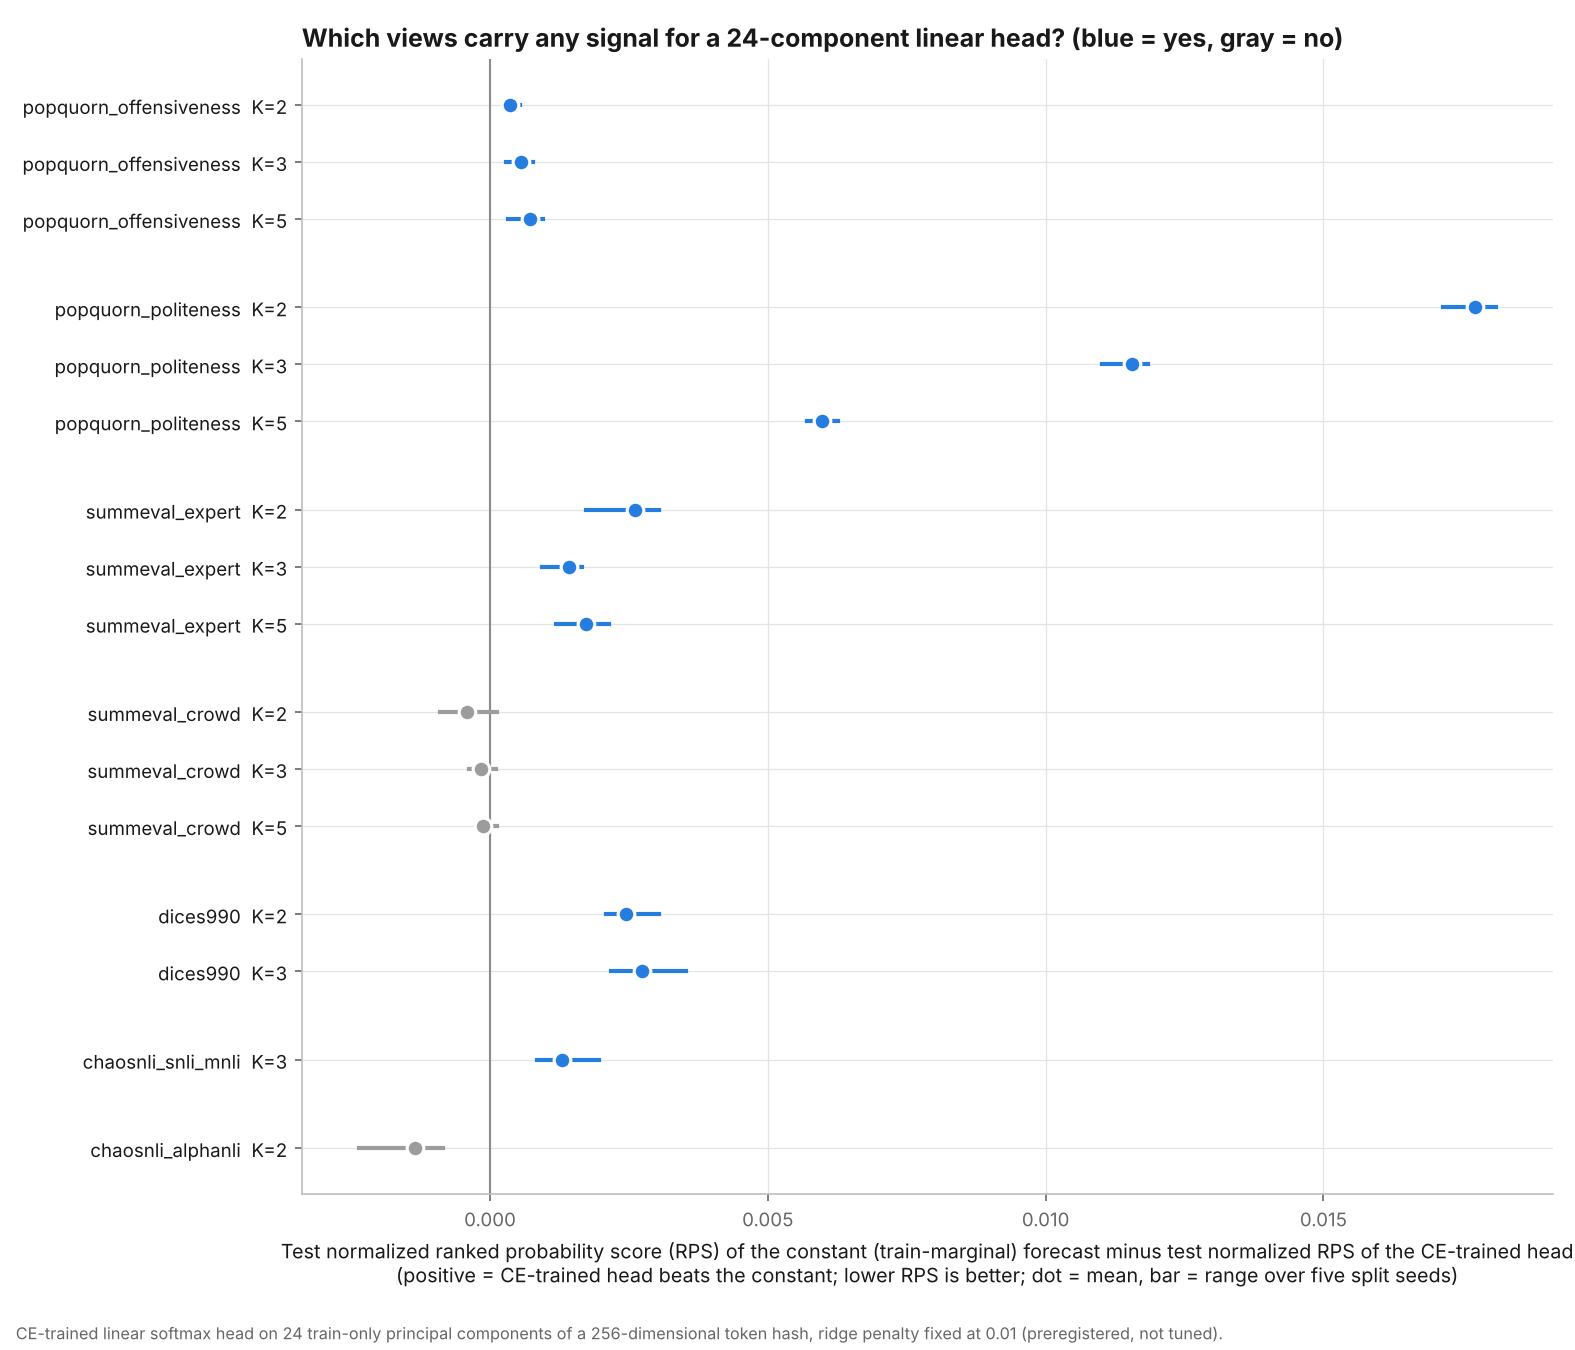 Which views carry any signal for a 24-component linear head? (blue = yes, gray = no)
popquorn_offensiveness K=2
popquorn_offensiveness K=3
popquorn_offensiveness K=5
popquorn_politeness K=2
popquorn_politeness K=3
popquorn_politeness K=5
summeval_expert K=2
summeval_expert K=3
summeval_expert K=5
summeval_crowd K=2
summeval_crowd K=3
summeval_crowd K=5
dices990 K=2
dices990 K=3
chaosnli_snli_mnli K=3
chaosnli_alphanli K=2
0.000 0.005 0.010 0.015
Test normalized ranked probability score (RPS) of the constant (train-marginal) forecast minus test normalized RPS of the CE-trained head
(positive = CE-trained head beats the constant; lower RPS is better; dot = mean, bar = range over five split seeds)
CE-trained linear softmax head on 24 train-only principal components of a 256-dimensional token hash, ridge penalty fixed at 0.01 (preregistered, not tuned).